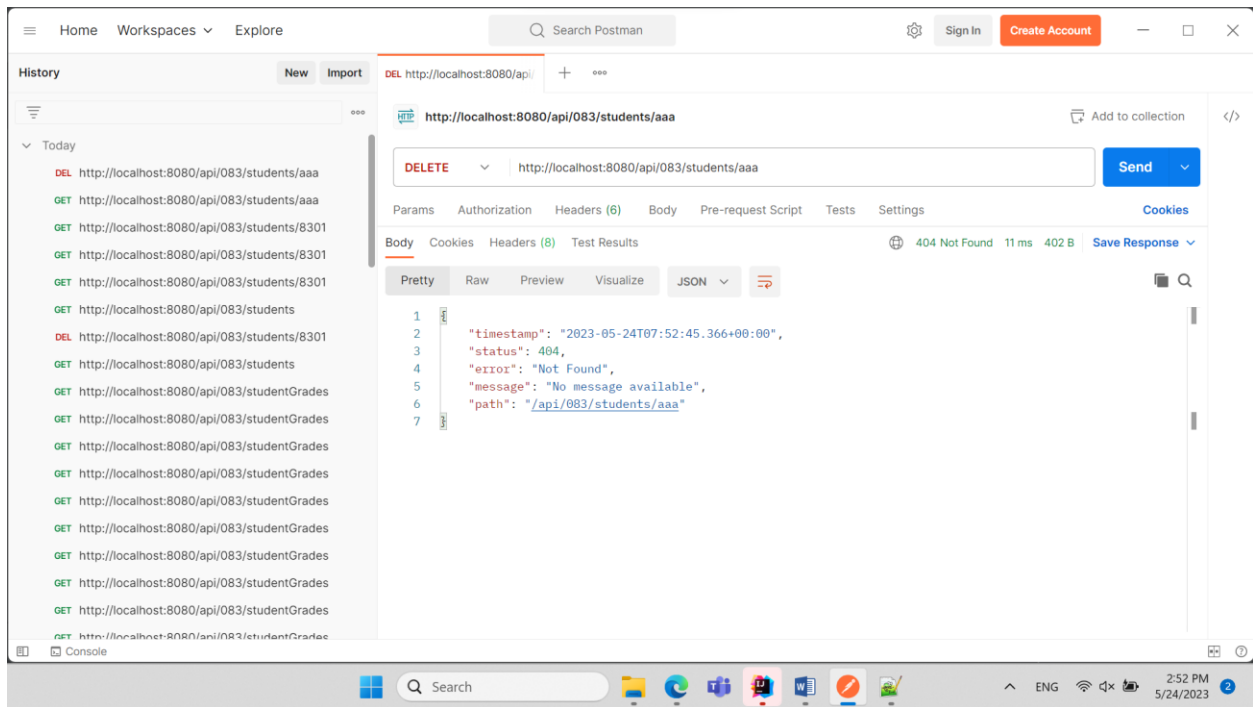 Home Workspaces Explore Search Postman Sign In Create Account
History New Import DEL http://localhost:8080/api/
HTTP http://localhost:8080/api/083/students/aaa Add to collection </>
Today
DELETE http://localhost:8080/api/083/students/aaa Send
DEL http://localhost:8080/api/083/students/aaa
GET http://localhost:8080/api/083/students/aaa
GET http://localhost:8080/api/083/students/8301
GET http://localhost:8080/api/083/students/8301
GET http://localhost:8080/api/083/students/8301
GET http://localhost:8080/api/083/students
DEL http://localhost:8080/api/083/students/8301
GET http://localhost:8080/api/083/students
GET http://localhost:8080/api/083/studentGrades
GET http://localhost:8080/api/083/studentGrades
GET http://localhost:8080/api/083/studentGrades
GET http://localhost:8080/api/083/studentGrades
GET http://localhost:8080/api/083/studentGrades
GET http://localhost:8080/api/083/studentGrades
GET http://localhost:8080/api/083/studentGrades
GET http://localhost:8080/api/083/studentGrades
GET http://localhost:8080/api/083/studentGrades
GET http://localhost:8080/api/083/studentGrades
Params Authorization Headers (6) Body Pre-request Script Tests Settings Cookies
Body Cookies Headers (8) Test Results 404 Not Found 11 ms 402 B Save Response
Pretty Raw Preview Visualize JSON
1 {
2 "timestamp": "2023-05-24T07:52:45.366+00:00",
3 "status": 404,
4 "error": "Not Found",
5 "message": "No message available",
6 "path": "/api/083/students/aaa"
7 }
Console
Search ENG 2:52 PM
5/24/2023 2